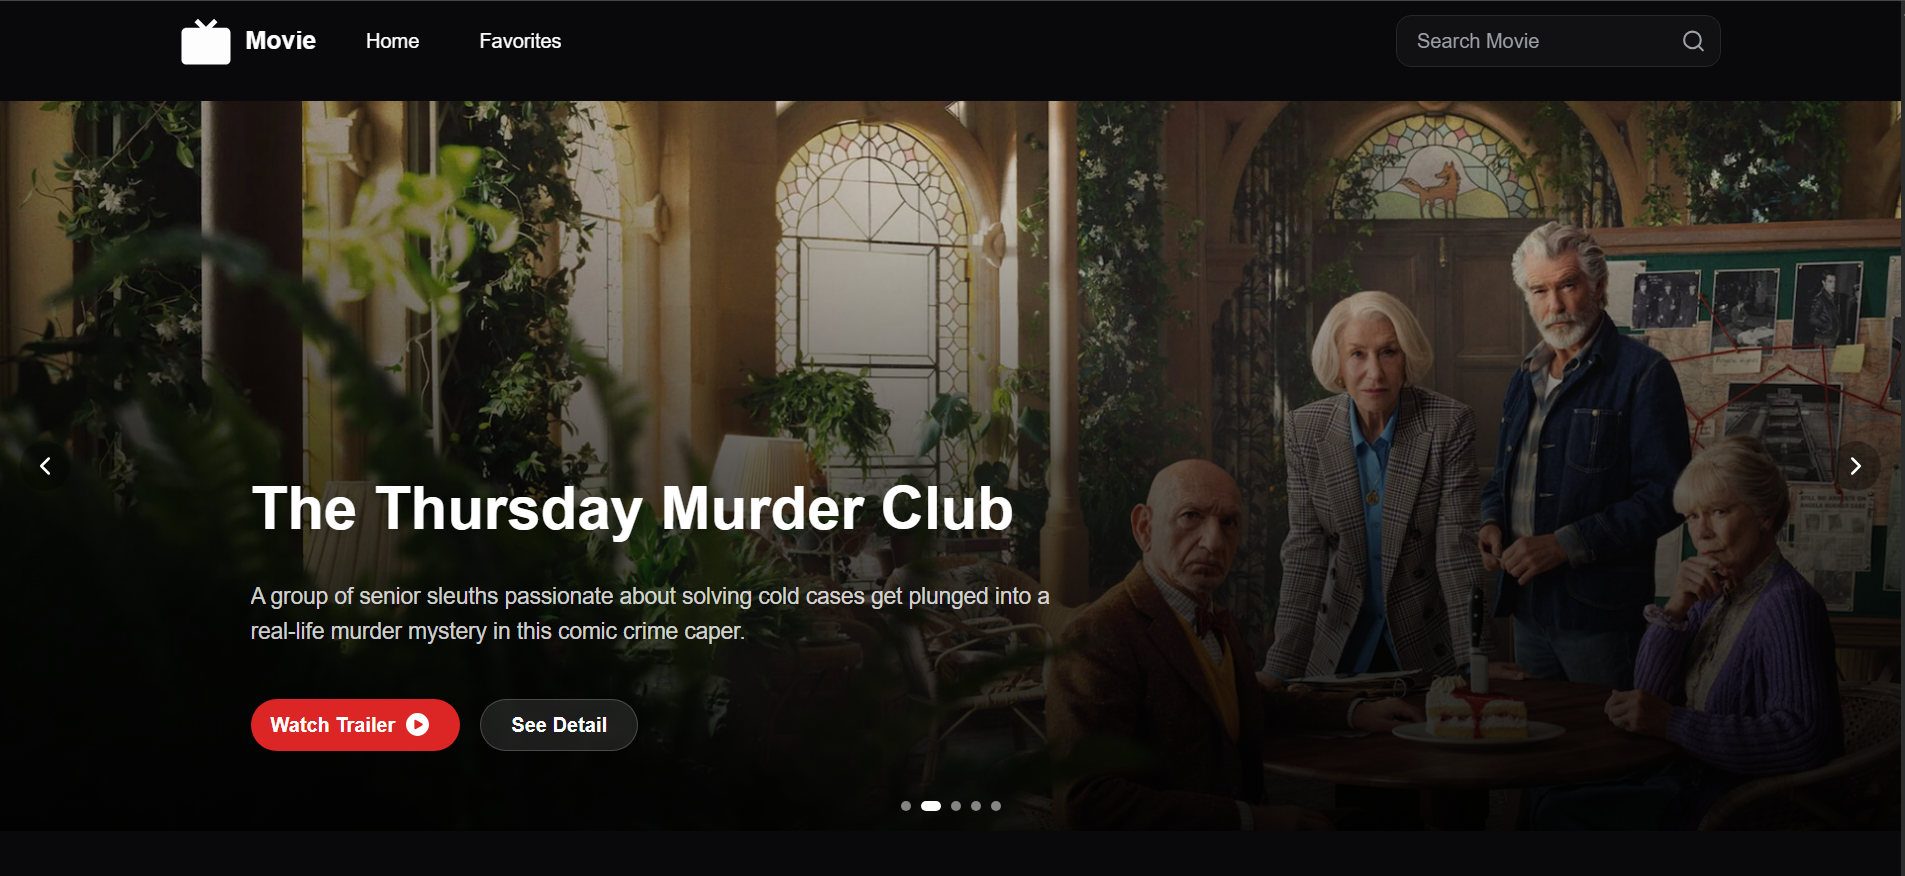 Movie
Home
Favorites
Search Movie
The Thursday Murder Club
A group of senior sleuths passionate about solving cold cases get plunged into a
real-life murder mystery in this comic crime caper.
Watch Trailer
See Detail